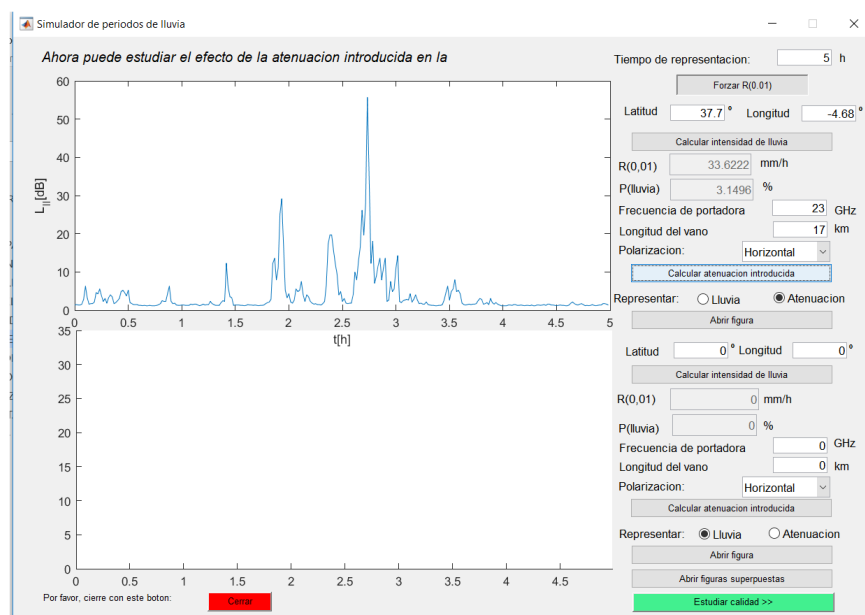 Simulador de periodos de lluvia
Ahora puede estudiar el efecto de la atenuacion introducida en la
Tiempo de representacion: 5 h
Forzar R(0.01)
Latitud 37.7 º Longitud -4.68 º
Calcular intensidad de lluvia
R(0,01) 33.6222 mm/h
P(lluvia) 3.1496 %
Frecuencia de portadora 23 GHz
Longitud del vano 17 km
Polarizacion: Horizontal
Calcular atenuacion introducida
Representar: Lluvia Atenuacion
Abrir figura
60
50
40
30
20
10
0
L_{||}[dB]
0 0.5 1 1.5 2 2.5 3 3.5 4 4.5 5
t[h]
Latitud 0 º Longitud 0 º
Calcular intensidad de lluvia
R(0,01) 0 mm/h
P(lluvia) 0 %
Frecuencia de portadora 0 GHz
Longitud del vano 0 km
Polarizacion: Horizontal
Calcular atenuacion introducida
Representar: Lluvia Atenuacion
Abrir figura
Abrir figuras superpuestas
35
30
25
20
15
10
5
0
0 0.5 1 1.5 2 2.5 3 3.5 4 4.5
Por favor, cierre con este boton: Cerrar
Estudiar calidad >>